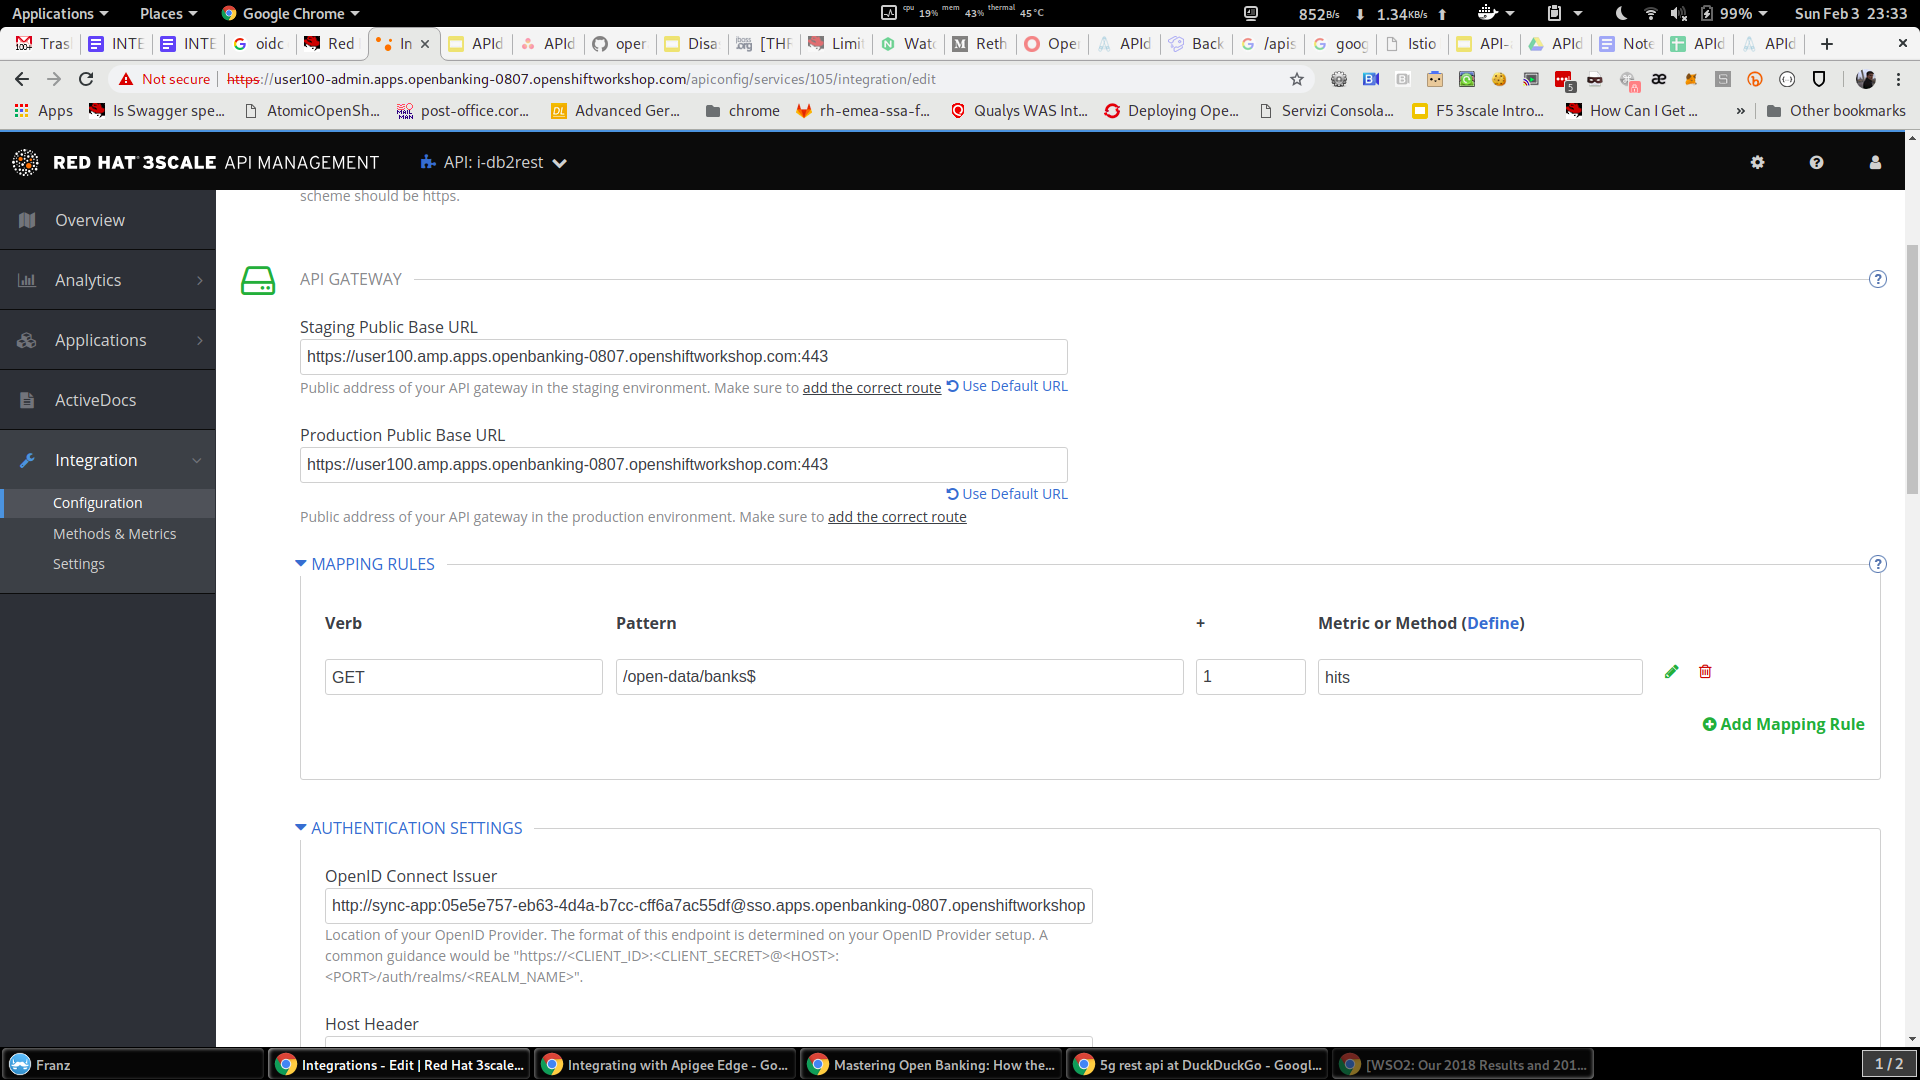 Applications Places Google Chrome cpu 19% mem 43% thermal 45°C 852B/s 1.34KB/s 99% Sun Feb 3 23:33
Tras INTE INTE oidc Red In APId APId oper Disa [THF Limi Wat Reth Ope APId Back /apis goog Istio API- APId Note APId APId
Not secure https://user100-admin.apps.openbanking-0807.openshiftworkshop.com/apiconfig/services/105/integration/edit
Apps Is Swagger spe... AtomicOpenSh... post-office.cor... Advanced Ger... chrome rh-emea-ssa-f... Qualys WAS Int... Deploying Ope... Servizi Consola... F5 3scale Intro... How Can I Get ... » Other bookmarks
RED HAT 3SCALE API MANAGEMENT API: i-db2rest
Overview
Analytics
Applications
ActiveDocs
Integration
Configuration
Methods & Metrics
Settings
scheme should be https.
API GATEWAY
Staging Public Base URL
https://user100.amp.apps.openbanking-0807.openshiftworkshop.com:443
Public address of your API gateway in the staging environment. Make sure to add the correct route Use Default URL
Production Public Base URL
https://user100.amp.apps.openbanking-0807.openshiftworkshop.com:443
Use Default URL
Public address of your API gateway in the production environment. Make sure to add the correct route
MAPPING RULES
Verb Pattern + Metric or Method (Define)
GET /open-data/banks$ 1 hits
Add Mapping Rule
AUTHENTICATION SETTINGS
OpenID Connect Issuer
http://sync-app:05e5e757-eb63-4d4a-b7cc-cff6a7ac55df@sso.apps.openbanking-0807.openshiftworkshop
Location of your OpenID Provider. The format of this endpoint is determined on your OpenID Provider setup. A
common guidance would be "https://<CLIENT_ID>:<CLIENT_SECRET>@<HOST>:
<PORT>/auth/realms/<REALM_NAME>".
Host Header
Franz Integrations - Edit | Red Hat 3scale... Integrating with Apigee Edge - Go... Mastering Open Banking: How the... 5g rest api at DuckDuckGo - Googl... [WSO2: Our 2018 Results and 201... 1 / 2